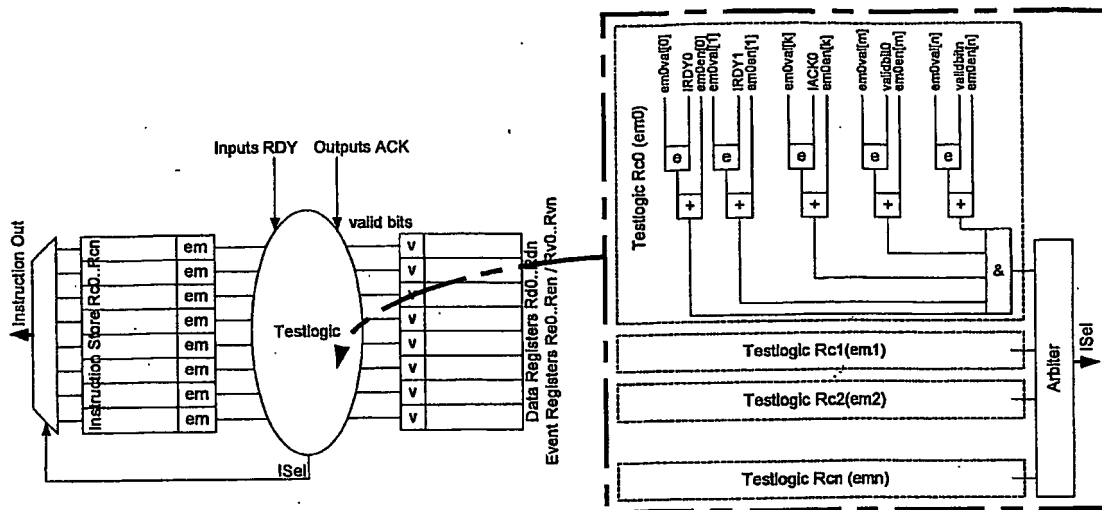 Inputs RDY
Outputs ACK
valid bits
Instruction Out
Instruction Store Rc0..Rcn
em
em
em
em
em
em
em
em
Testlogic
v
v
v
v
v
v
v
v
Data Registers Rd0..Rdn
Event Registers Re0..Ren / Rv0..Rvn
ISel
Testlogic Rc0 (em0)
em0val[0]
IRDY0
em0en[0]
em0val[1]
IRDY1
em0en[1]
em0val[k]
IACK0
em0en[k]
em0val[m]
validbit0
em0en[m]
em0val[n]
validbitn
em0en[n]
e
e
e
e
e
+
+
+
+
+
&
Testlogic Rc1(em1)
Testlogic Rc2(em2)
Testlogic Rcn (emn)
Arbiter
ISel